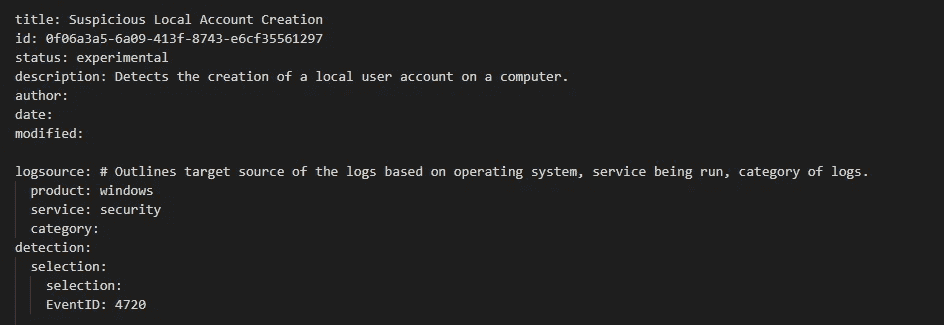 title: Suspicious Local Account Creation
id: 0f06a3a5-6a09-413f-8743-e6cf35561297
status: experimental
description: Detects the creation of a local user account on a computer.
author:
date:
modified:
logsource: # Outlines target source of the logs based on operating system, service being run, category of logs.
product: windows
service: security
category:
detection:
selection:
selection:
EventID: 4720